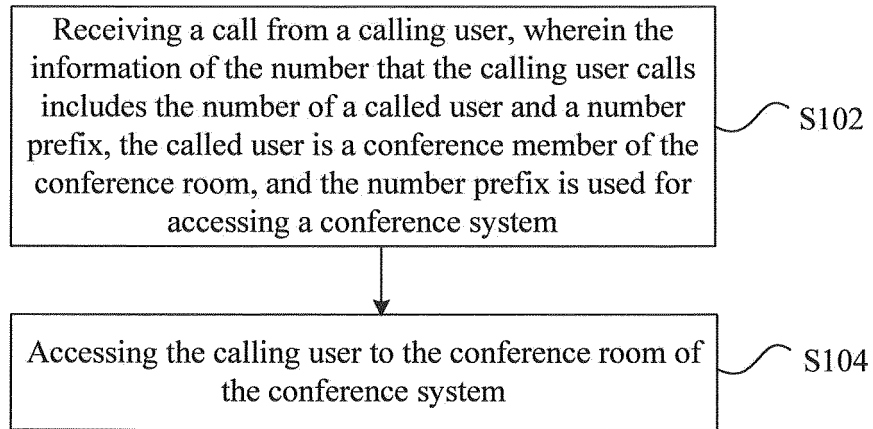 Receiving a call from a calling user, wherein the
information of the number that the calling user calls
includes the number of a called user and a number
prefix, the called user is a conference member of the
conference room, and the number prefix is used for
accessing a conference system
S102
Accessing the calling user to the conference room of
the conference system
S104